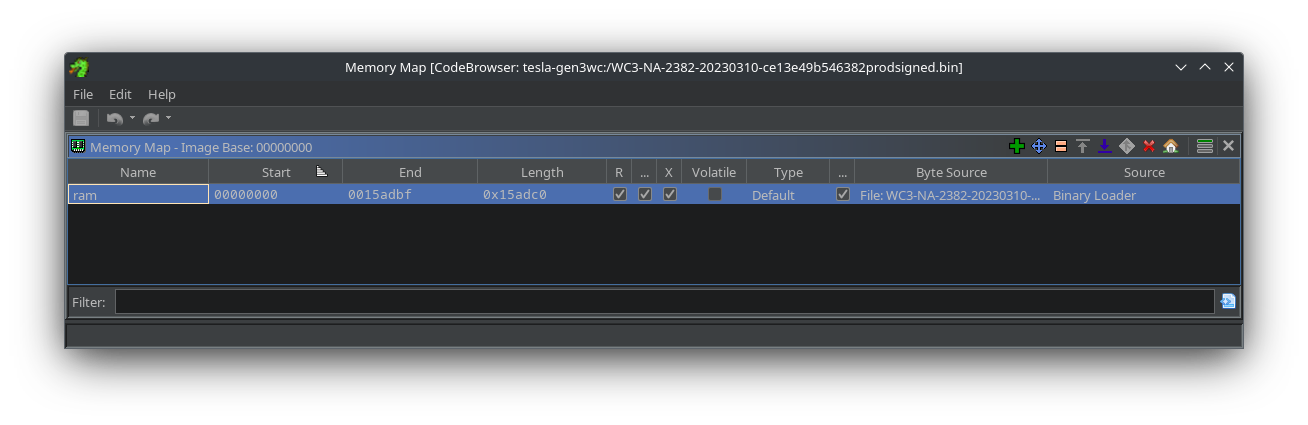 Memory Map [CodeBrowser: tesla-gen3wc:/WC3-NA-2382-20230310-ce13e49b546382prodsigned.bin]
File Edit Help
Memory Map - Image Base: 00000000
Name Start End Length R ... X Volatile Type ... Byte Source Source
ram 00000000 0015adbf 0x15adc0 Default File: WC3-NA-2382-20230310-... Binary Loader
Filter: